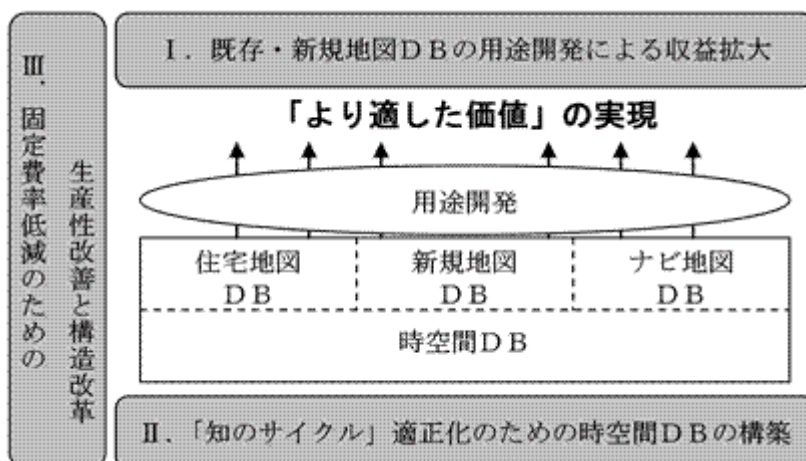 Ⅰ．既存・新規地図ＤＢの用途開発による収益拡大
「より適した価値」の実現
用途開発
住宅地図
ＤＢ
新規地図
ＤＢ
ナビ地図
ＤＢ
時空間ＤＢ
Ⅱ．「知のサイクル」適正化のための時空間ＤＢの構築
Ⅲ．固定費率低減のための
生産性改善と構造改革